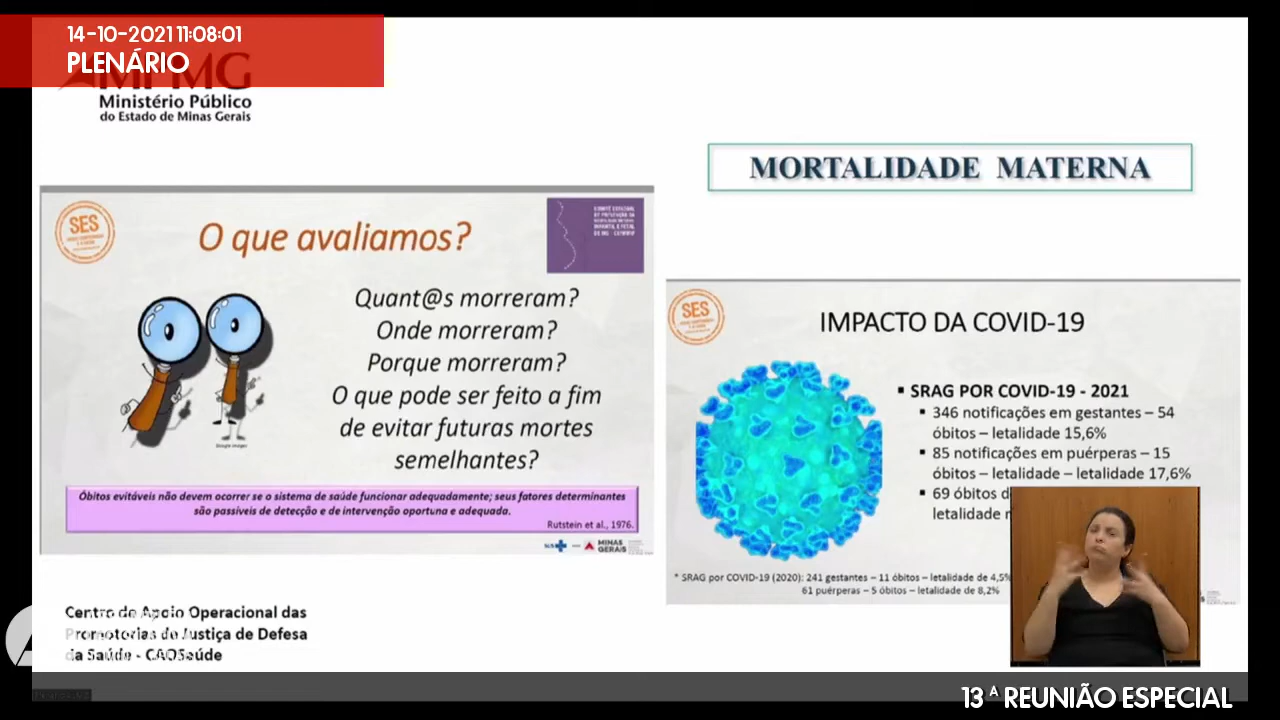 14-10-2021 11:08:01
PLENÁRIO
MPMG
Ministério Público
do Estado de Minas Gerais
MORTALIDADE MATERNA
SES
O que avaliamos?
Quant@s morreram?
Onde morreram?
Porque morreram?
O que pode ser feito a fim
de evitar futuras mortes
semelhantes?
Óbitos evitáveis não devem ocorrer se o sistema de saúde funcionar adequadamente; seus fatores determinantes
são passíveis de detecção e de intervenção oportuna e adequada.
Rutstein et al., 1976.
SUS
MINAS
GERAIS
SES
IMPACTO DA COVID-19
▪ SRAG POR COVID-19 - 2021
▪ 346 notificações em gestantes – 54
óbitos – letalidade 15,6%
▪ 85 notificações em puérperas – 15
óbitos – letalidade – letalidade 17,6%
▪ 69 óbitos
letalidade
* SRAG por COVID-19 (2020): 241 gestantes – 11 óbitos – letalidade de 4,5%
61 puérperas – 5 óbitos – letalidade de 8,2%
Centro de Apoio Operacional das
Promotorias de Justiça de Defesa
da Saúde - CAOSaúde
13ª REUNIÃO ESPECIAL